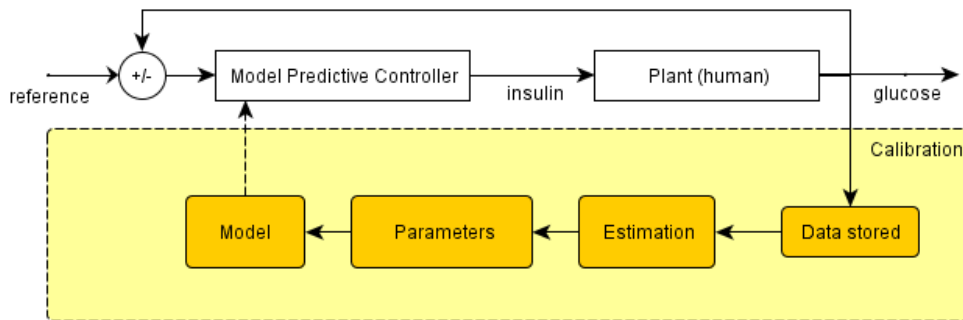 +/-
Model Predictive Controller
Plant (human)
reference
insulin
glucose
Calibration
Model
Parameters
Estimation
Data stored